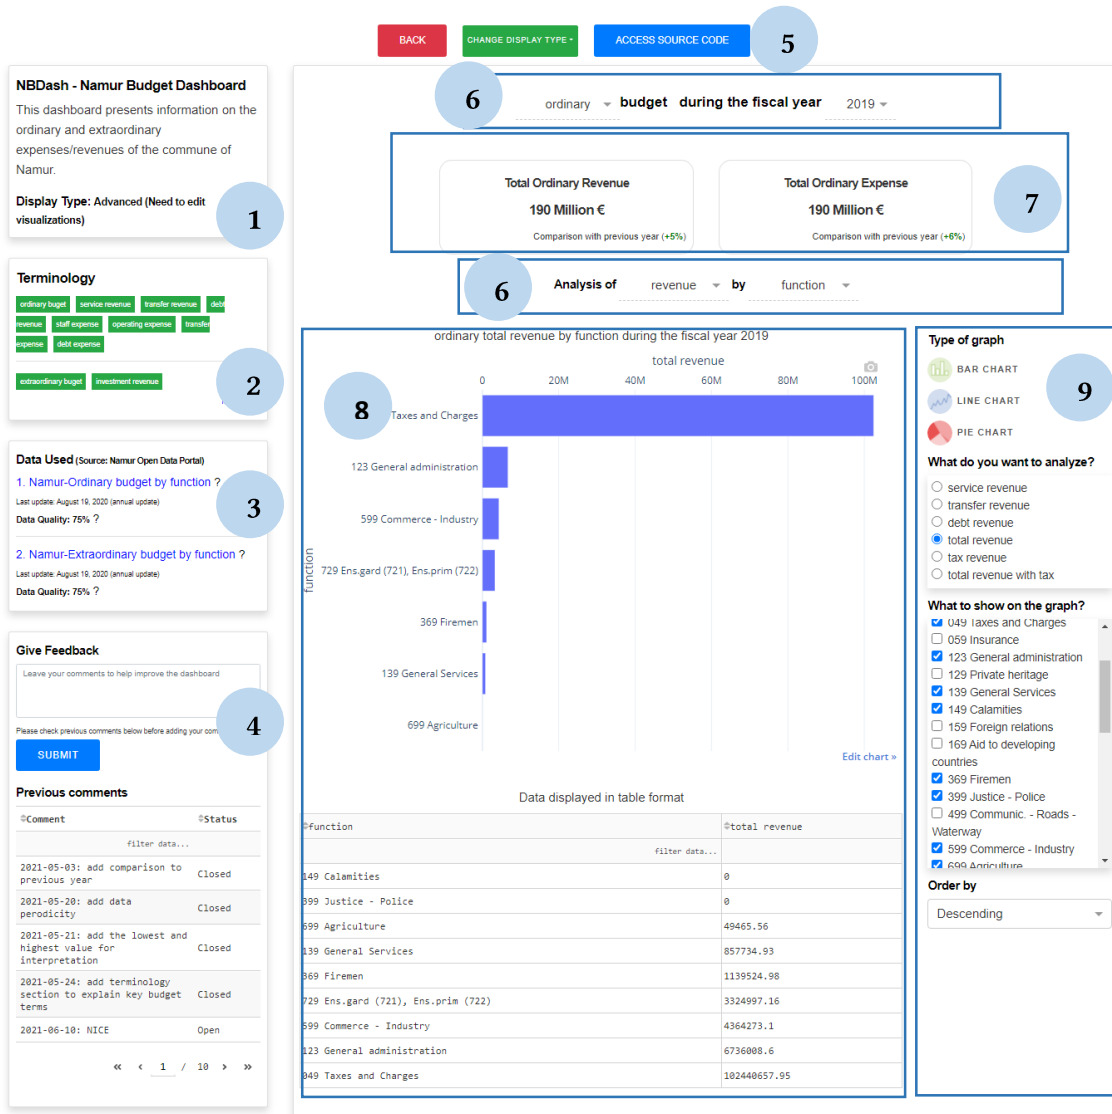 BACK
CHANGE DISPLAY TYPE
ACCESS SOURCE CODE
5
NBDash - Namur Budget Dashboard
This dashboard presents information on the
ordinary and extraordinary
expenses/revenues of the commune of
Namur.
Display Type: Advanced (Need to edit
visualizations)
1
Terminology
ordinary buget service revenue transfer revenue debt
revenue staff expense operating expense transfer
expense debt expense
extraordinary buget investment revenue
2
Data Used (Source: Namur Open Data Portal)
1. Namur-Ordinary budget by function ?
Last update: August 19, 2020 (annual update)
Data Quality: 75% ?
3
2. Namur-Extraordinary budget by function ?
Last update: August 19, 2020 (annual update)
Data Quality: 75% ?
Give Feedback
Leave your comments to help improve the dashboard
Please check previous comments below before adding your
4
SUBMIT
Previous comments
Comment Status
filter data...
2021-05-03: add comparison to
previous year Closed
2021-05-20: add data
perodicity Closed
2021-05-21: add the lowest and
highest value for
interpretation Closed
2021-05-24: add terminology
section to explain key budget
terms Closed
2021-06-10: NICE Open
« ‹ 1 / 10 › »
6
ordinary budget during the fiscal year 2019
Total Ordinary Revenue
190 Million €
Comparison with previous year (+5%)
Total Ordinary Expense
190 Million €
Comparison with previous year (+6%)
7
6
Analysis of revenue by function
ordinary total revenue by function during the fiscal year 2019
total revenue
0 20M 40M 60M 80M 100M
8
Taxes and Charges
123 General administration
599 Commerce - Industry
729 Ens.gard (721), Ens.prim (722)
369 Firemen
139 General Services
699 Agriculture
function
Edit chart »
Data displayed in table format
function total revenue
filter data...
149 Calamities 0
399 Justice - Police 0
699 Agriculture 49465.56
139 General Services 857734.93
369 Firemen 1139524.98
729 Ens.gard (721), Ens.prim (722) 3324997.16
599 Commerce - Industry 4364273.1
123 General administration 6736008.6
049 Taxes and Charges 102440657.95
Type of graph
BAR CHART
LINE CHART
PIE CHART
9
What do you want to analyze?
service revenue
transfer revenue
debt revenue
total revenue
tax revenue
total revenue with tax
What to show on the graph?
049 Taxes and Charges
059 Insurance
123 General administration
129 Private heritage
139 General Services
149 Calamities
159 Foreign relations
169 Aid to developing
countries
369 Firemen
399 Justice - Police
499 Communic. - Roads -
Waterway
599 Commerce - Industry
699 Agriculture
Order by
Descending